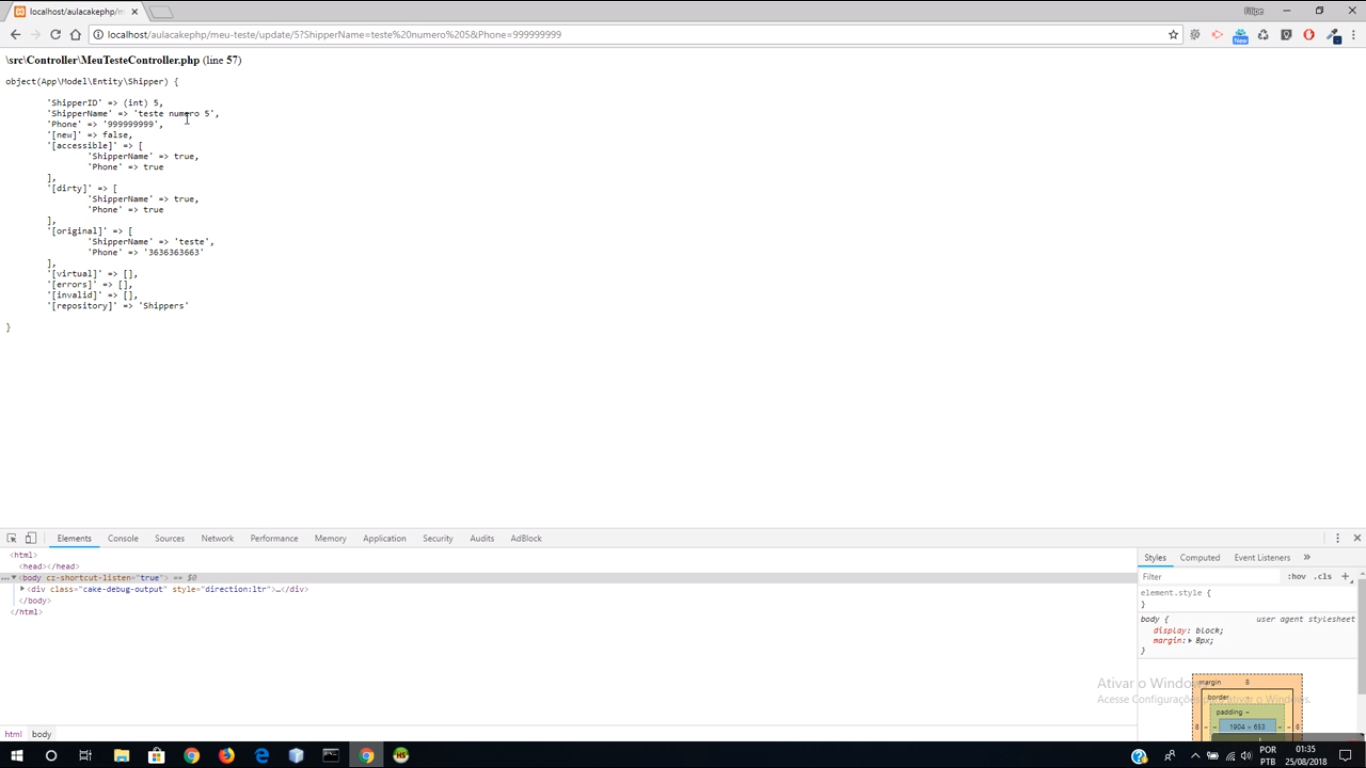 localhost/aulacakephp/m
Filipe
localhost/aulacakephp/meu-teste/update/5?ShipperName=teste%20numero%205&Phone=999999999
New
\src\Controller\MeuTesteController.php (line 57)
object(App\Model\Entity\Shipper) {
'ShipperID' => (int) 5,
'ShipperName' => 'teste numero 5',
'Phone' => '999999999',
'[new]' => false,
'[accessible]' => [
'ShipperName' => true,
'Phone' => true
],
'[dirty]' => [
'ShipperName' => true,
'Phone' => true
],
'[original]' => [
'ShipperName' => 'teste',
'Phone' => '3636363663'
],
'[virtual]' => [],
'[errors]' => [],
'[invalid]' => [],
'[repository]' => 'Shippers'
}
Elements Console Sources Network Performance Memory Application Security Audits AdBlock
<html>
<head></head>
... ▼<body cz-shortcut-listen="true"> == $0
▶<div class="cake-debug-output" style="direction:ltr">…</div>
</body>
</html>
html body
Styles Computed Event Listeners »
Filter :hov .cls +
element.style {
}
body { user agent stylesheet
display: block;
margin:▶ 8px;
}
margin 8
border -
padding -
8 - - 1904 × 693 - - 8
Ativar o Windows
Acesse Configurações para ativar o Windows.
HS
POR
PTB
01:35
25/08/2018